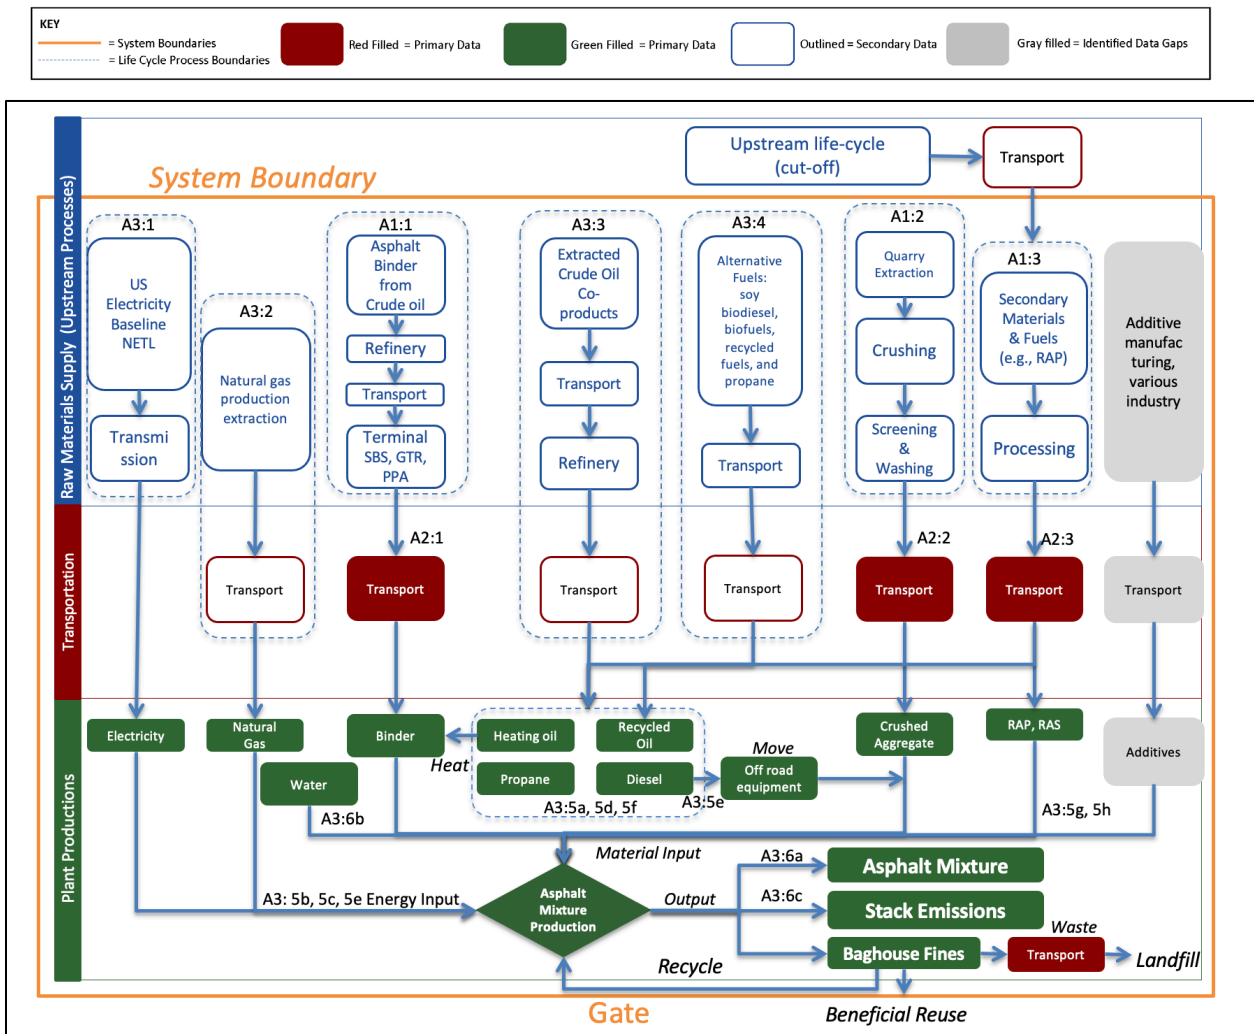 KEY
= System Boundaries
= Life Cycle Process Boundaries
Red Filled = Primary Data
Green Filled = Primary Data
Outlined = Secondary Data
Gray filled = Identified Data Gaps
Raw Materials Supply (Upstream Processes)
Transportation
Plant Productions
System Boundary
Upstream life-cycle
(cut-off)
Transport
A3:1
US
Electricity
Baseline
NETL
Transmi
ssion
A3:2
Natural gas
production
extraction
A1:1
Asphalt
Binder
from
Crude oil
Refinery
Transport
Terminal
SBS, GTR,
PPA
A3:3
Extracted
Crude Oil
Co-
products
Transport
Refinery
A3:4
Alternative
Fuels:
soy
biodiesel,
biofuels,
recycled
fuels, and
propane
Transport
A1:2
Quarry
Extraction
Crushing
Screening
&
Washing
A1:3
Secondary
Materials
& Fuels
(e.g., RAP)
Processing
Additive
manufac
turing,
various
industry
A2:1
A2:2
A2:3
Transport
Transport
Transport
Transport
Transport
Transport
Transport
Electricity
Natural
Gas
Water
A3:6b
Binder
Heat
Heating oil
Recycled
Oil
Propane
Diesel
A3:5a, 5d, 5f
A3:5e
Move
Off road
equipment
Crushed
Aggregate
RAP, RAS
A3:5g, 5h
Additives
Material Input
A3: 5b, 5c, 5e Energy Input
Asphalt
Mixture
Production
Output
A3:6a
Asphalt Mixture
A3:6c
Stack Emissions
Baghouse Fines
Waste
Transport
Landfill
Recycle
Beneficial Reuse
Gate